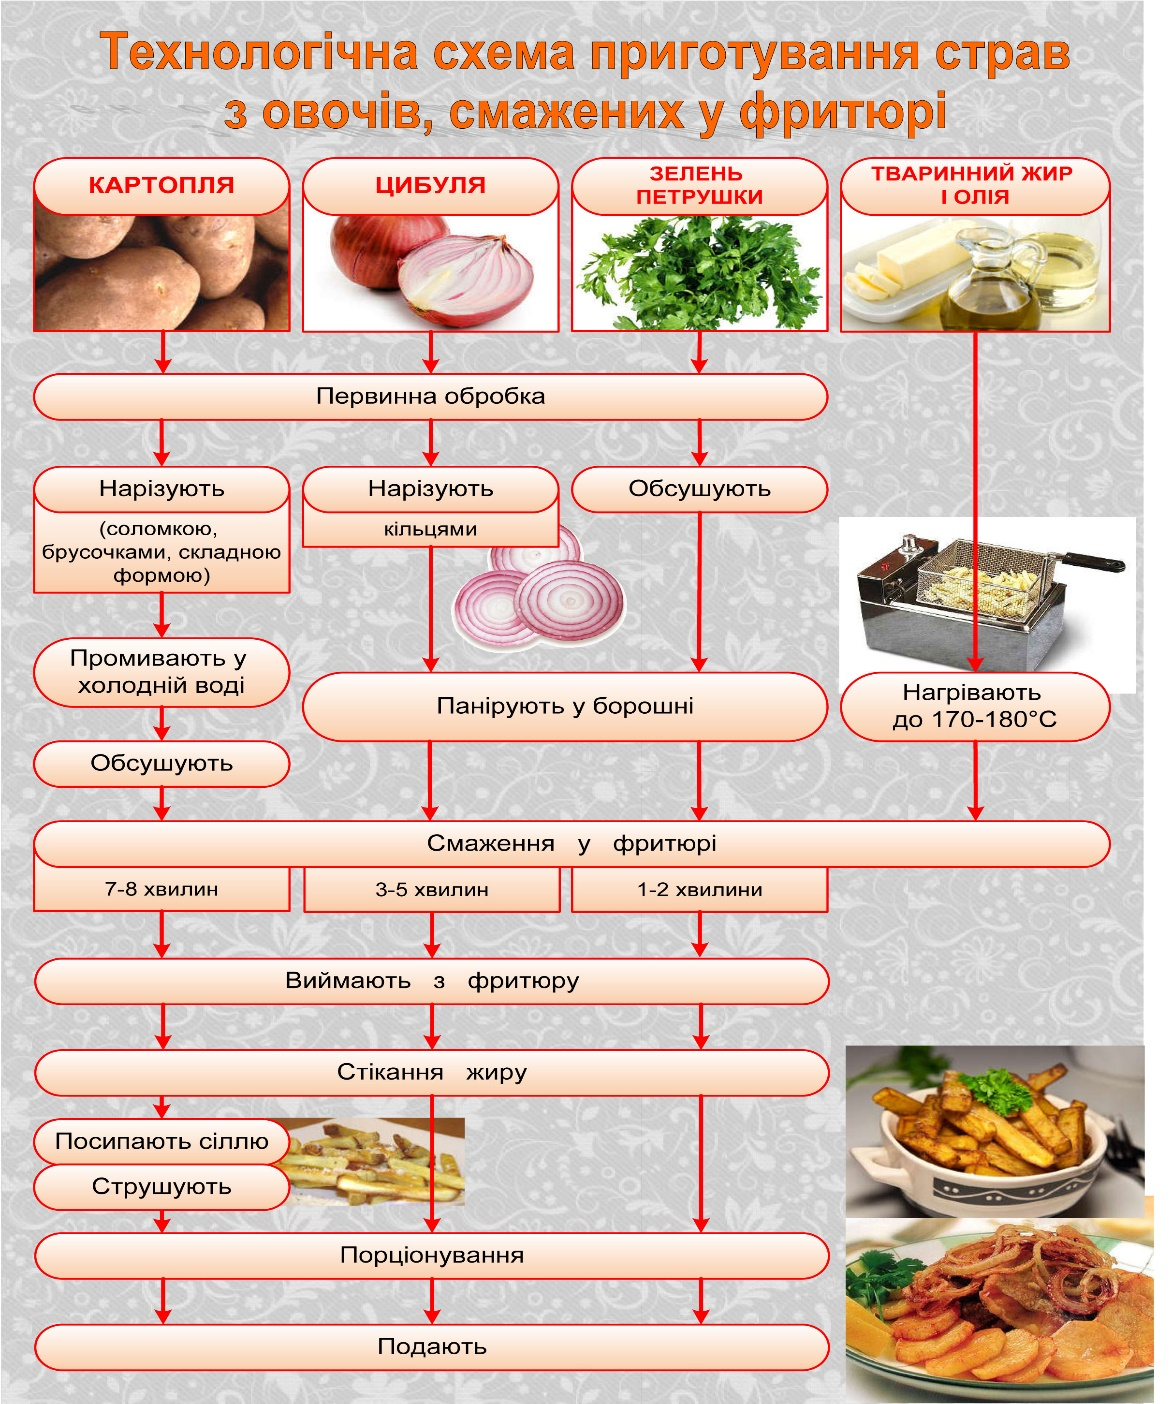 Технологічна схема приготування страв
з овочів, смажених у фритюрі
КАРТОПЛЯ
ЦИБУЛЯ
ЗЕЛЕНЬ
ПЕТРУШКИ
ТВАРИННИЙ ЖИР
І ОЛІЯ
Первинна обробка
Нарізують
(соломкою,
брусочками, складною
формою)
Нарізують
кільцями
Обсушують
Промивають у
холодній воді
Панірують у борошні
Нагрівають
до 170-180°С
Обсушують
Смаження у фритюрі
7-8 хвилин
3-5 хвилин
1-2 хвилини
Виймають з фритюру
Стікання жиру
Посипають сіллю
Струшують
Порціонування
Подають